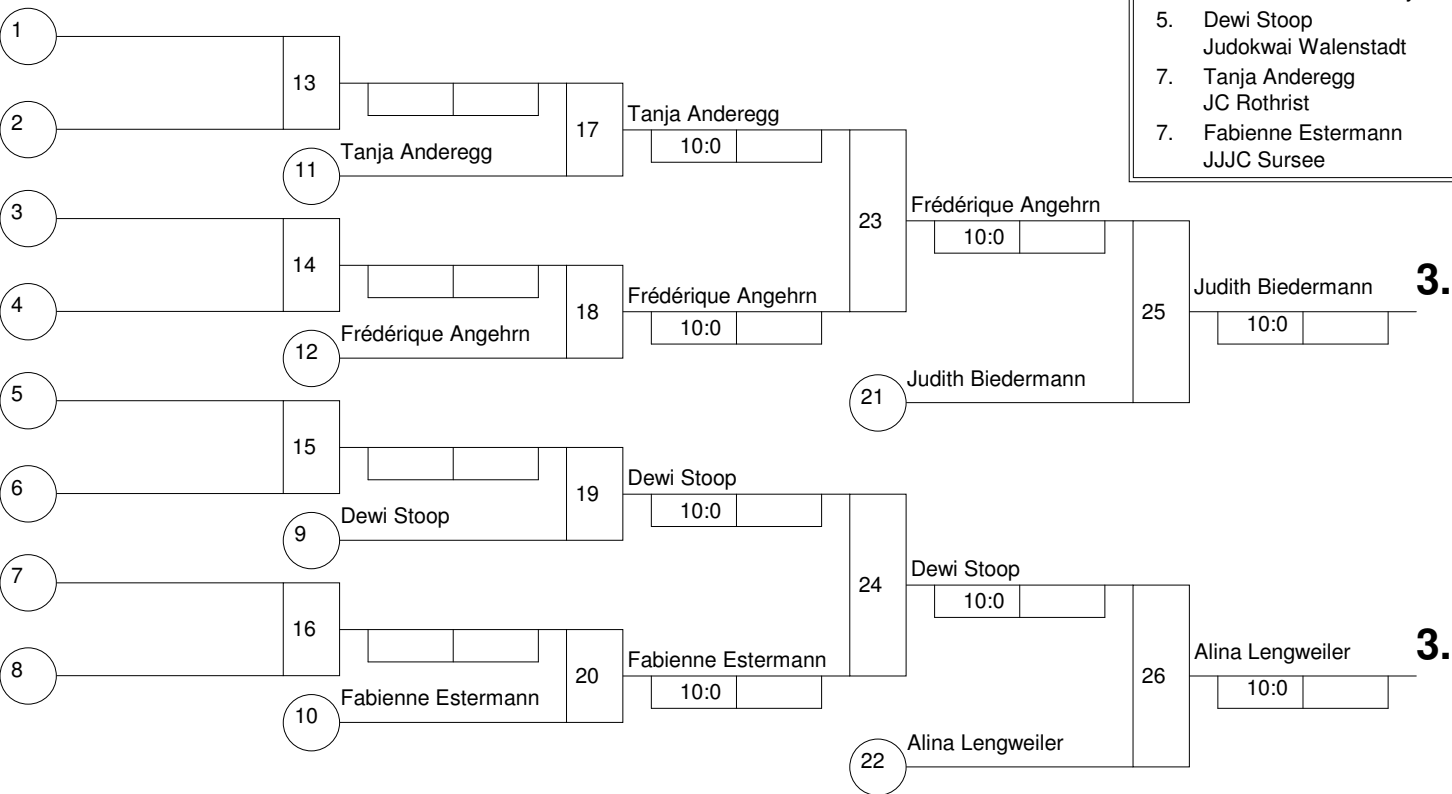 5. Dewi Stoop
Judokwai Walenstadt
7. Tanja Anderegg
JC Rothrist
7. Fabienne Estermann
JJJC Sursee
1
13
2
17
Tanja Anderegg
10:0
11
Tanja Anderegg
3
23
Frédérique Angehrn
10:0
14
4
18
Frédérique Angehrn
10:0
12
Frédérique Angehrn
25
Judith Biedermann
3.
10:0
5
21
Judith Biedermann
15
6
19
Dewi Stoop
10:0
9
Dewi Stoop
7
24
Dewi Stoop
10:0
16
8
20
Fabienne Estermann
10:0
10
Fabienne Estermann
26
Alina Lengweiler
3.
10:0
22
Alina Lengweiler